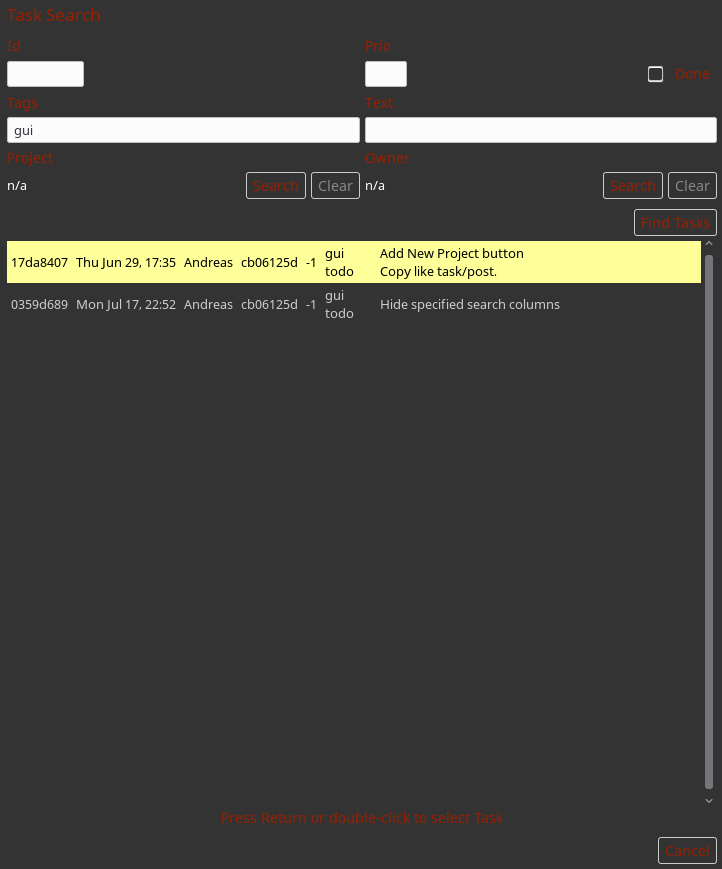 Task Search
Id Prio
Done
Tags Text
gui
Project Owner
n/a Search Clear n/a Search Clear
Find Tasks
17da8407 Thu Jun 29, 17:35 Andreas cb06125d -1 gui todo Add New Project button
Copy like task/post.
0359d689 Mon Jul 17, 22:52 Andreas cb06125d -1 gui todo Hide specified search columns
Press Return or double-click to select Task
Cancel